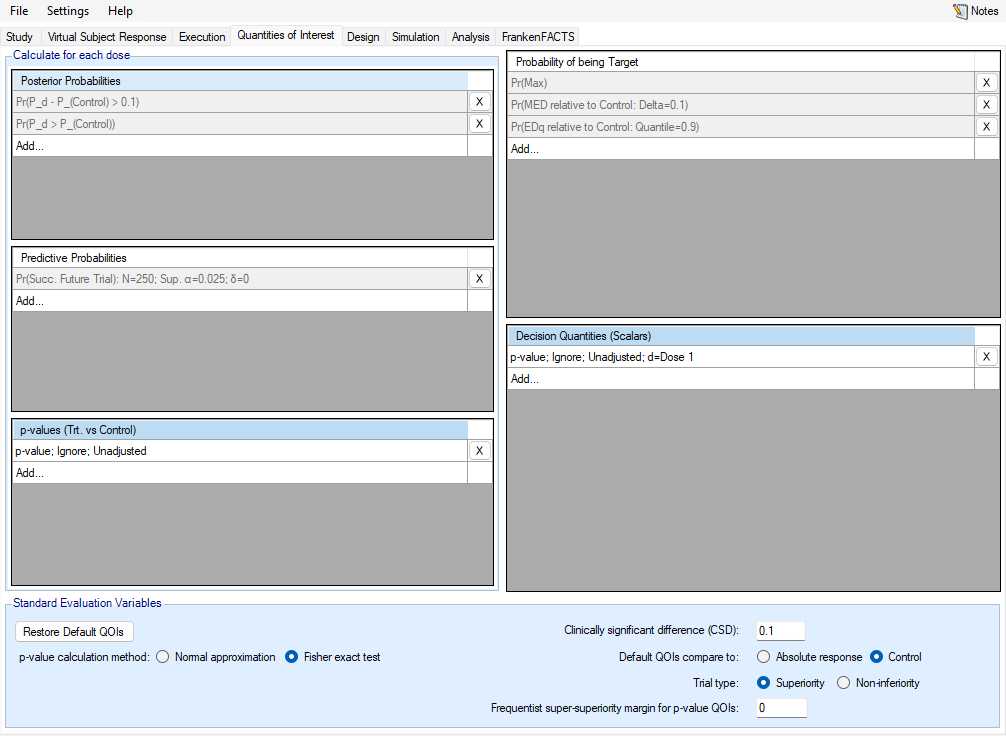 File Settings Help Notes
Study Virtual Subject Response Execution Quantities of Interest Design Simulation Analysis FrankenFACTS
Calculate for each dose
Posterior Probabilities
Pr(P_d - P_(Control) > 0.1) X
Pr(P_d > P_(Control)) X
Add...
Predictive Probabilities
Pr(Succ. Future Trial): N=250; Sup. α=0.025; δ=0 X
Add...
p-values (Trt. vs Control)
p-value; Ignore; Unadjusted X
Add...
Probability of being Target
Pr(Max) X
Pr(MED relative to Control: Delta=0.1) X
Pr(EDq relative to Control: Quantile=0.9) X
Add...
Decision Quantities (Scalars)
p-value; Ignore; Unadjusted; d=Dose 1 X
Add...
Standard Evaluation Variables
Restore Default QOIs
p-value calculation method: Normal approximation Fisher exact test
Clinically significant difference (CSD): 0.1
Default QOIs compare to: Absolute response Control
Trial type: Superiority Non-inferiority
Frequentist super-superiority margin for p-value QOIs: 0